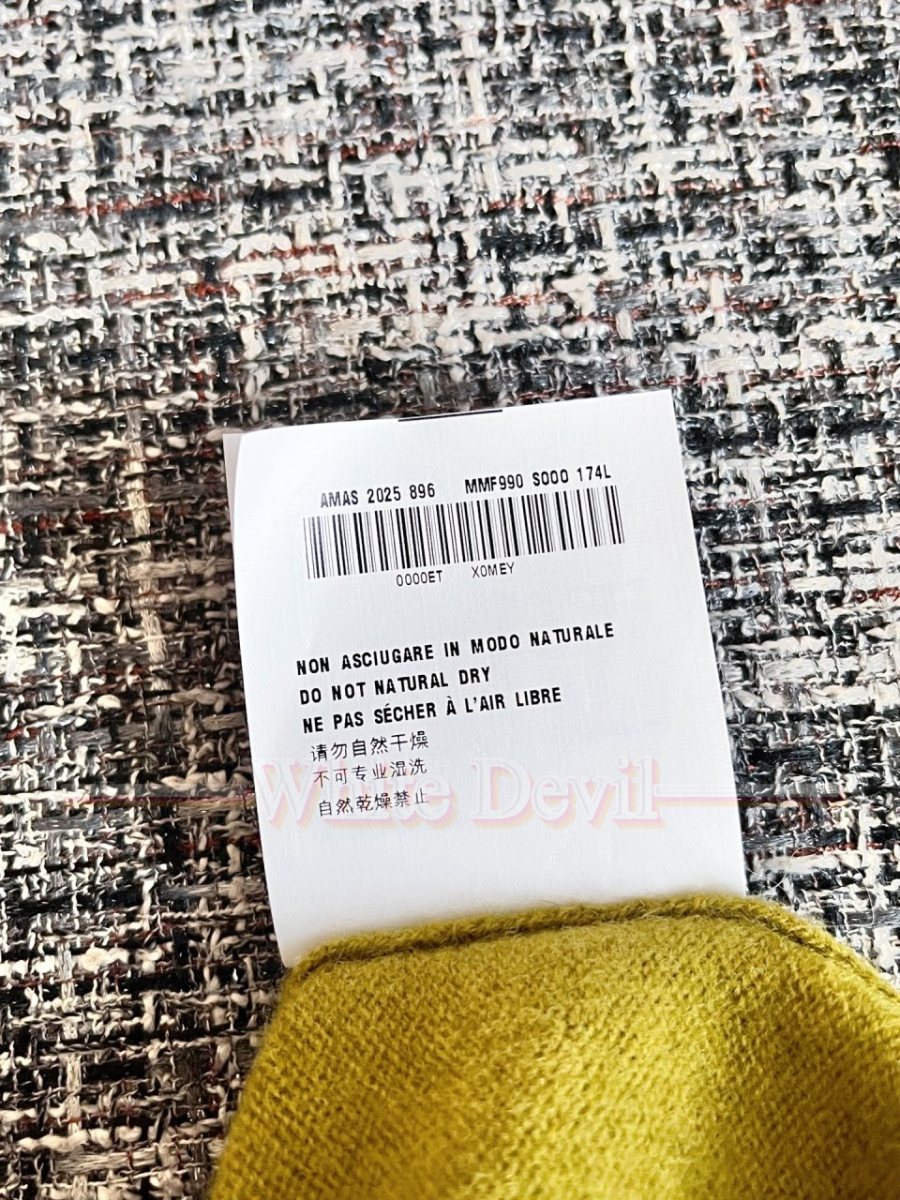 AMAS 2025 896 MMF990 S000 174L
0000ET X0MEY
NON ASCIUGARE IN MODO NATURALE
DO NOT NATURAL DRY
NE PAS SÉCHER À L'AIR LIBRE
请勿自然干燥
不可专业湿洗
自然乾燥禁止
White Devil